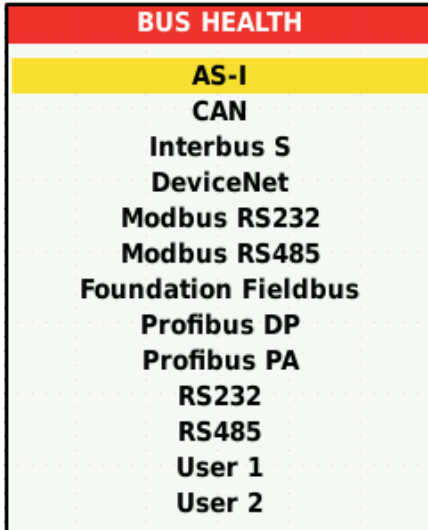 BUS HEALTH
AS-I
CAN
Interbus S
DeviceNet
Modbus RS232
Modbus RS485
Foundation Fieldbus
Profibus DP
Profibus PA
RS232
RS485
User 1
User 2